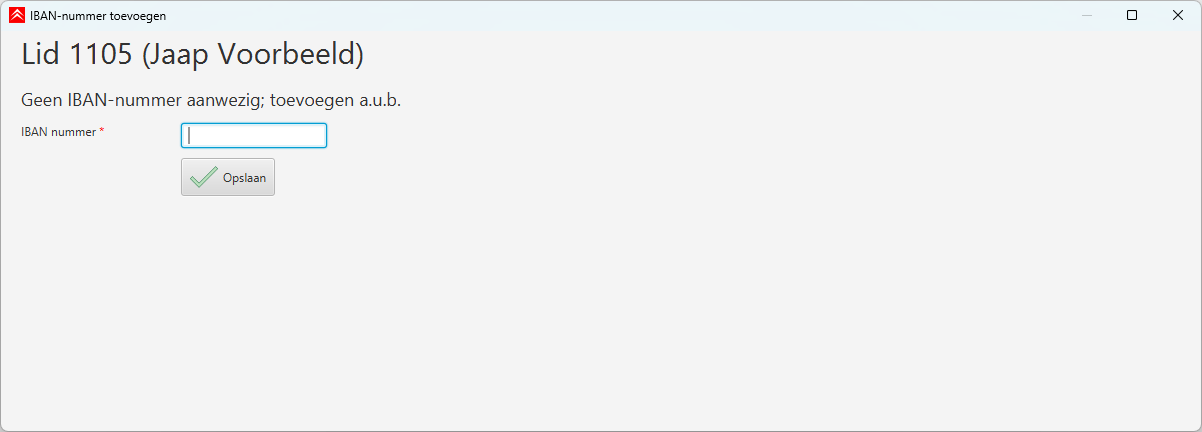 IBAN-nummer toevoegen
Lid 1105 (Jaap Voorbeeld)
Geen IBAN-nummer aanwezig; toevoegen a.u.b.
IBAN nummer *
Opslaan